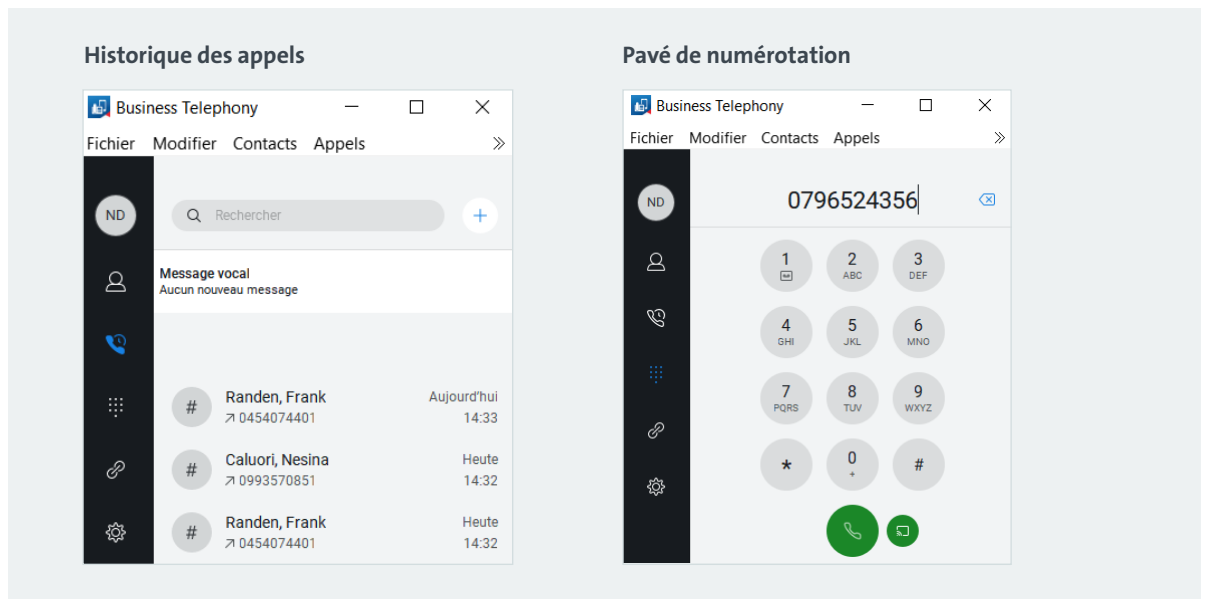 Historique des appels
Business Telephony
Fichier Modifier Contacts Appels
ND
Rechercher
Message vocal
Aucun nouveau message
# Randen, Frank Aujourd'hui
0454074401 14:33
# Caluori, Nesina Heute
0993570851 14:32
# Randen, Frank Heute
0454074401 14:32
Pavé de numérotation
Business Telephony
Fichier Modifier Contacts Appels
ND
0796524356
1 2 3
ABC DEF
4 5 6
GHI JKL MNO
7 8 9
PQRS TUV WXYZ
* 0 #
+